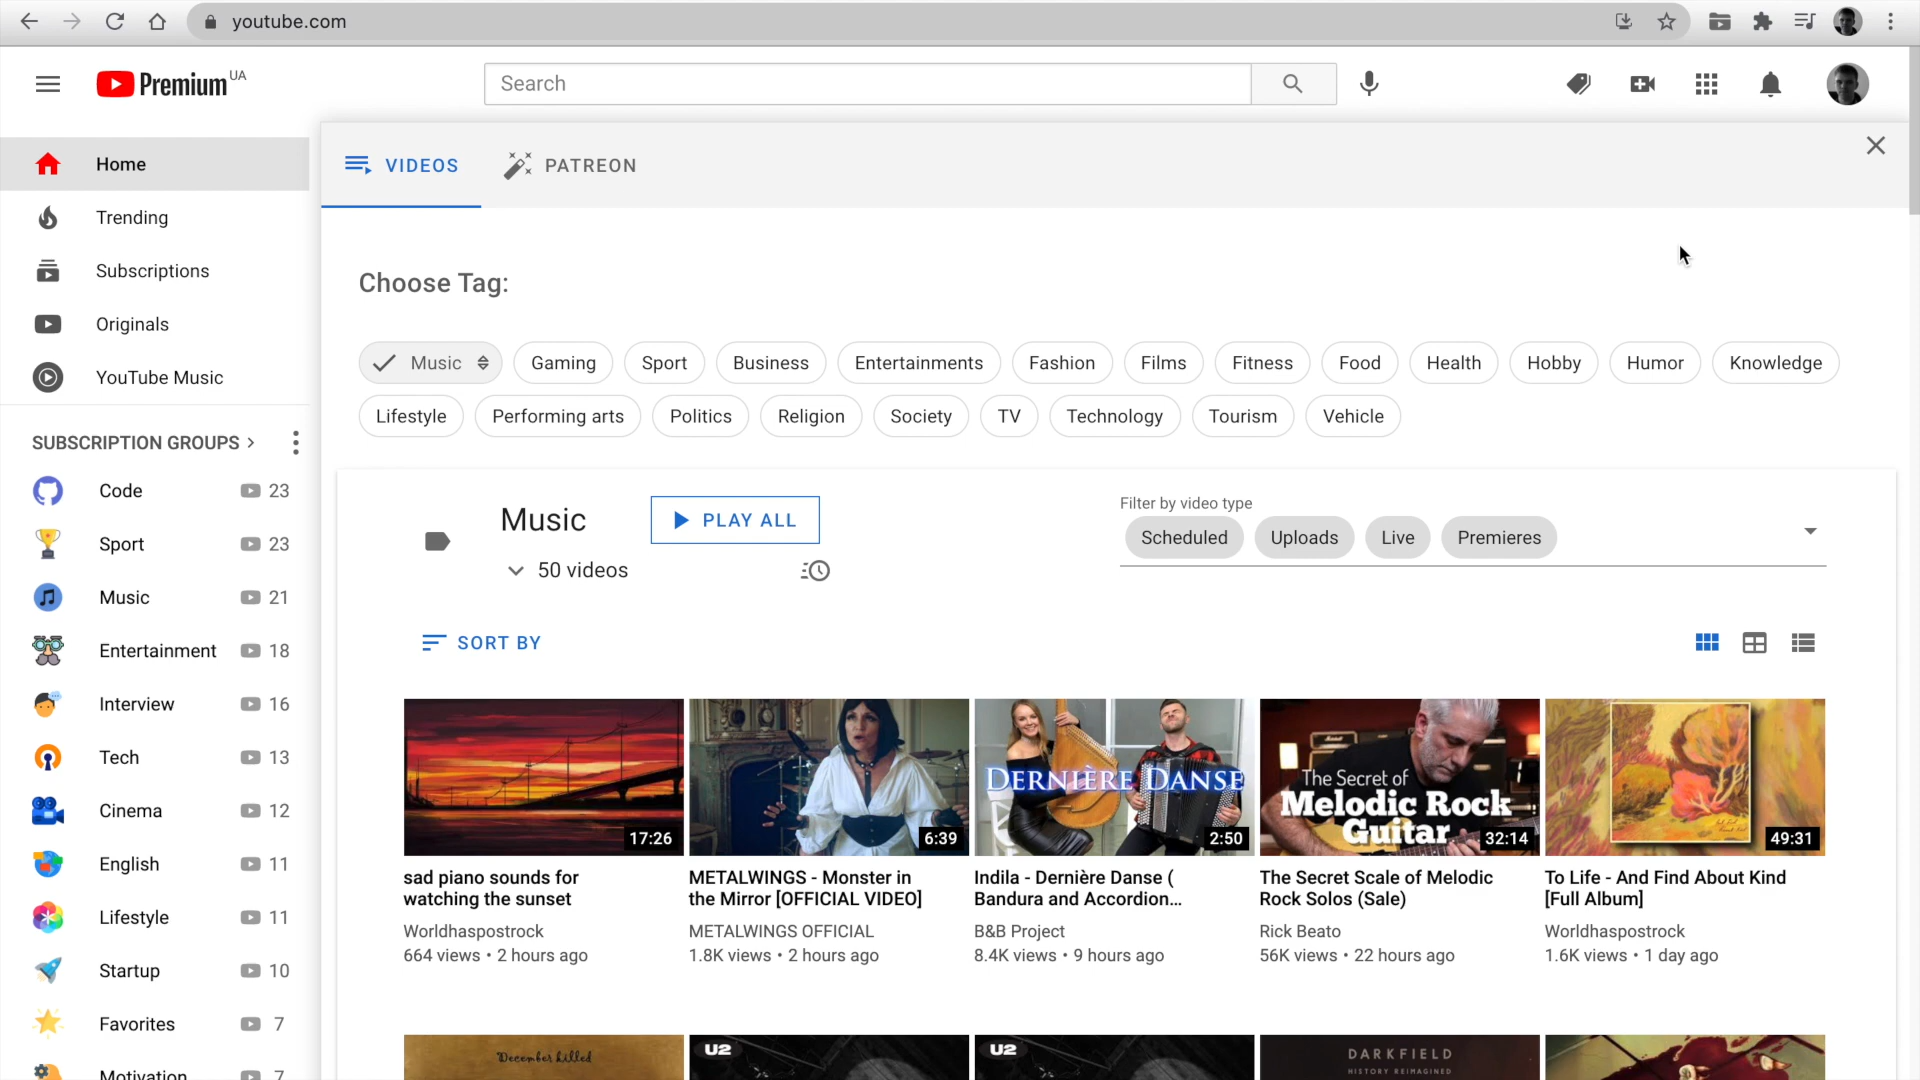 youtube.com
Premium UA
Search
Home
Trending
Subscriptions
Originals
YouTube Music
SUBSCRIPTION GROUPS
Code 23
Sport 23
Music 21
Entertainment 18
Interview 16
Tech 13
Cinema 12
English 11
Lifestyle 11
Startup 10
Favorites 7
Motivation 7
VIDEOS PATREON
Choose Tag:
Music Gaming Sport Business Entertainments Fashion Films Fitness Food Health Hobby Humor Knowledge
Lifestyle Performing arts Politics Religion Society TV Technology Tourism Vehicle
Music PLAY ALL
50 videos
Filter by video type
Scheduled Uploads Live Premieres
SORT BY
17:26
sad piano sounds for
watching the sunset
Worldhaspostrock
664 views • 2 hours ago
6:39
METALWINGS - Monster in
the Mirror [OFFICIAL VIDEO]
METALWINGS OFFICIAL
1.8K views • 2 hours ago
DERNIÈRE DANSE
2:50
Indila - Dernière Danse (
Bandura and Accordion...
B&B Project
8.4K views • 9 hours ago
The Secret of
Melodic Rock
Guitar
32:14
The Secret Scale of Melodic
Rock Solos (Sale)
Rick Beato
56K views • 22 hours ago
49:31
To Life - And Find About Kind
[Full Album]
Worldhaspostrock
1.6K views • 1 day ago
December killed
U2
U2
DARKFIELD
HISTORY REIMAGINED